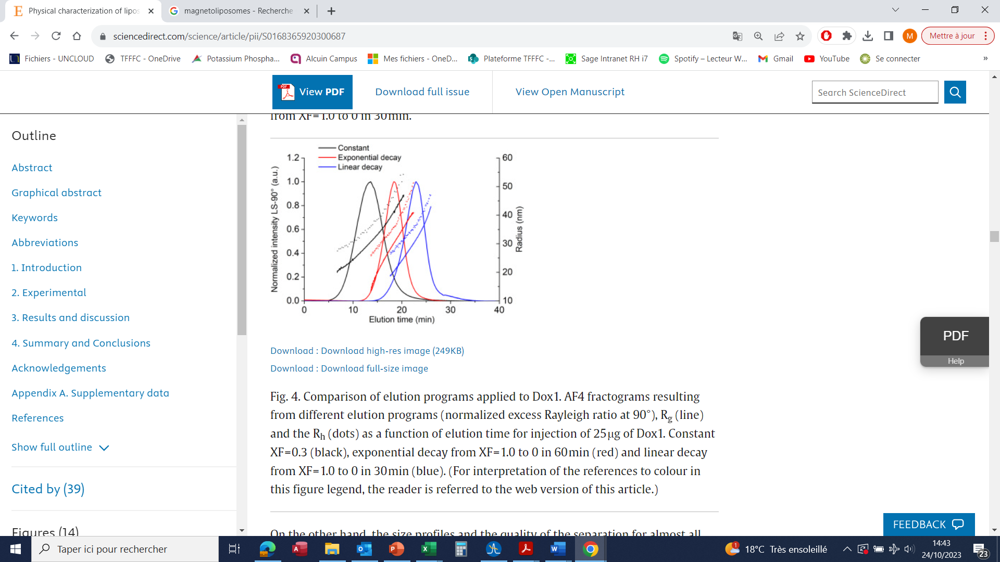 Physical characterization of lipos
magnetoliposomes - Recherche
sciencedirect.com/science/article/pii/S0168365920300687
M
Mettre à jour
Fichiers - UNCLOUD
TFFFC - OneDrive
Potassium Phospha...
Alcuin Campus
Mes fichiers - OneD...
Plateforme TFFFC -...
Sage Intranet RH i7
Spotify – Lecteur W...
Gmail
YouTube
Se connecter
»
View PDF
Download full issue
View Open Manuscript
Search ScienceDirect
from XF=1.0 to 0 in 30min.
Outline
Abstract
Graphical abstract
Keywords
Abbreviations
1. Introduction
2. Experimental
3. Results and discussion
4. Summary and Conclusions
Acknowledgements
Appendix A. Supplementary data
References
Show full outline
Cited by (39)
Figures (14)
Constant
Exponential decay
Linear decay
Normalized intensity LS-90° (a.u.)
1.2
1.0
0.8
0.6
0.4
0.2
0.0
60
50
40
30
20
10
Radius (nm)
0 10 20 30 40
Elution time (min)
Download : Download high-res image (249KB)
Download : Download full-size image
Fig. 4. Comparison of elution programs applied to Dox1. AF4 fractograms resulting
from different elution programs (normalized excess Rayleigh ratio at 90°), Rg (line)
and the Rh (dots) as a function of elution time for injection of 25μg of Dox1. Constant
XF=0.3 (black), exponential decay from XF=1.0 to 0 in 60min (red) and linear decay
from XF=1.0 to 0 in 30min (blue). (For interpretation of the references to colour in
this figure legend, the reader is referred to the web version of this article.)
On the other hand, the size profiles and the quality of the separation for almost all
PDF
Help
FEEDBACK
Taper ici pour rechercher
18°C Très ensoleillé
14:43
24/10/2023
23